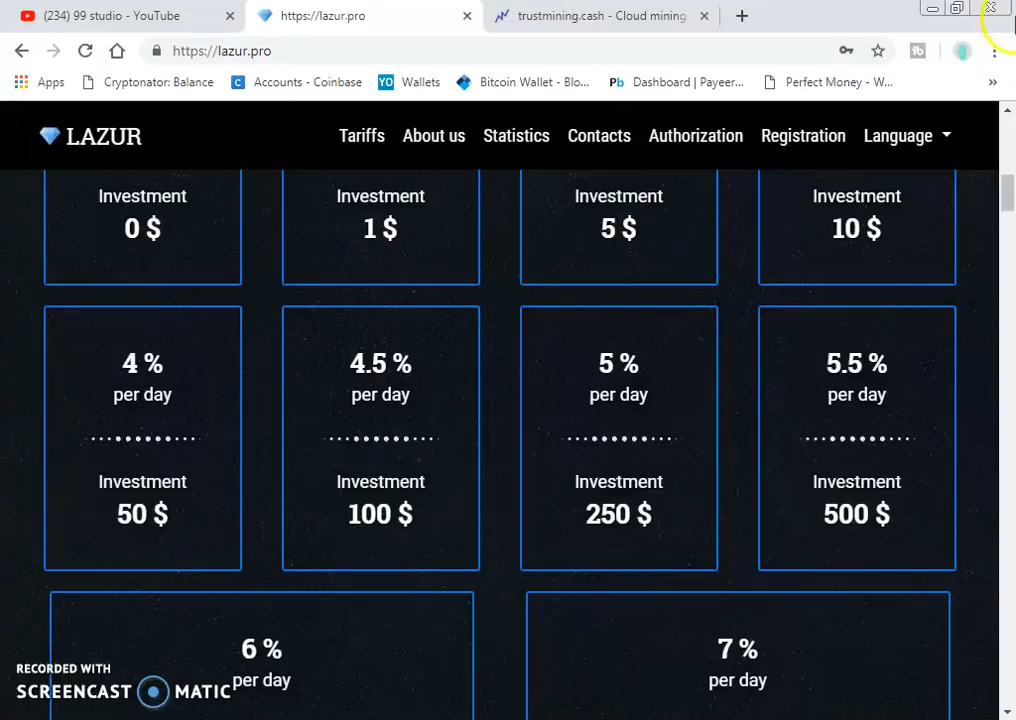 (234) 99 studio - YouTube
https://lazur.pro
trustmining.cash - Cloud mining
https://lazur.pro
Apps
Cryptonator: Balance
C
Accounts - Coinbase
YO
Wallets
Bitcoin Wallet - Blo...
Pb
Dashboard | Payeer...
Perfect Money - W...
»
LAZUR
Tariffs
About us
Statistics
Contacts
Authorization
Registration
Language
Investment
0 $
Investment
1 $
Investment
5 $
Investment
10 $
4 %
per day
Investment
50 $
4.5 %
per day
Investment
100 $
5 %
per day
Investment
250 $
5.5 %
per day
Investment
500 $
6 %
per day
7 %
per day
RECORDED WITH
SCREENCAST MATIC